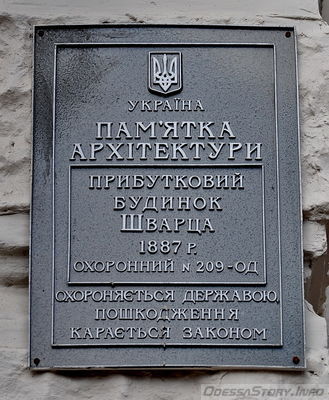 УКРАЇНА
ПАМ'ЯТКА
АРХІТЕКТУРИ
ПРИБУТКОВИЙ
БУДИНОК
ШВАРЦА
1887 Р.
ОХОРОННИЙ № 209-ОД
ОХОРОНЯЄТЬСЯ ДЕРЖАВОЮ,
ПОШКОДЖЕННЯ
КАРАЄТЬСЯ ЗАКОНОМ
OdessaStory.Info